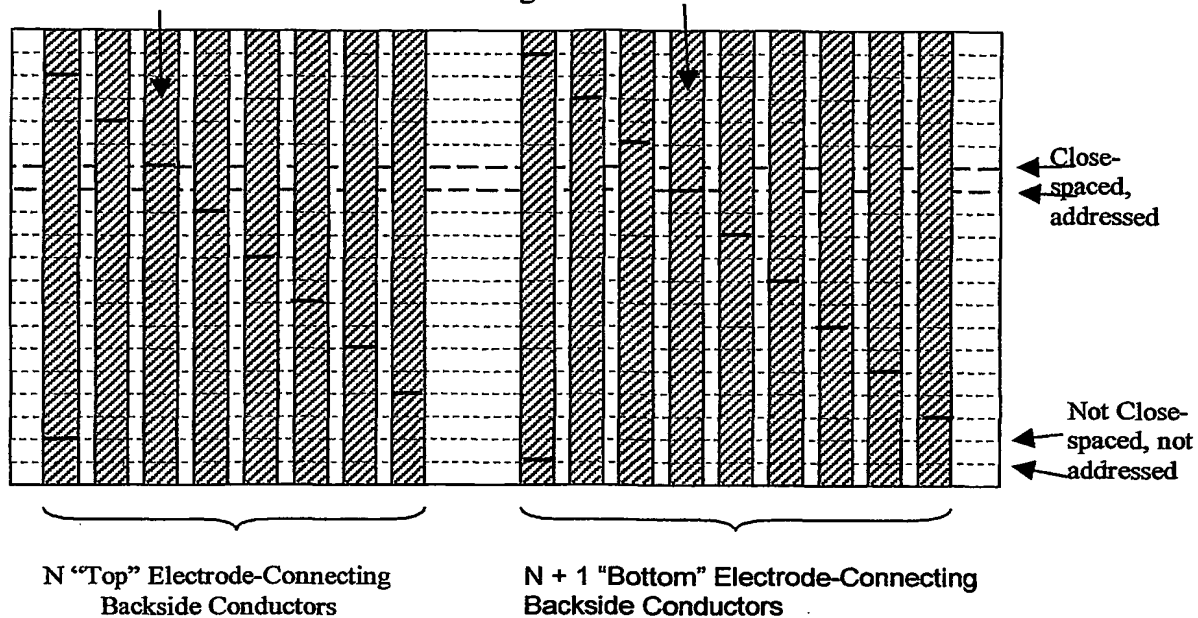 Close-
spaced,
addressed
Not Close-
spaced, not
addressed
N “Top” Electrode-Connecting
Backside Conductors
N + 1 "Bottom" Electrode-Connecting
Backside Conductors